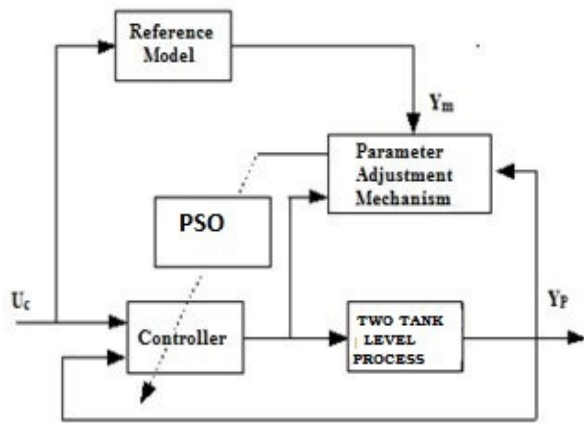 Reference
Model
Ym
Parameter
Adjustment
Mechanism
PSO
Uc
Controller
TWO TANK
LEVEL
PROCESS
YP